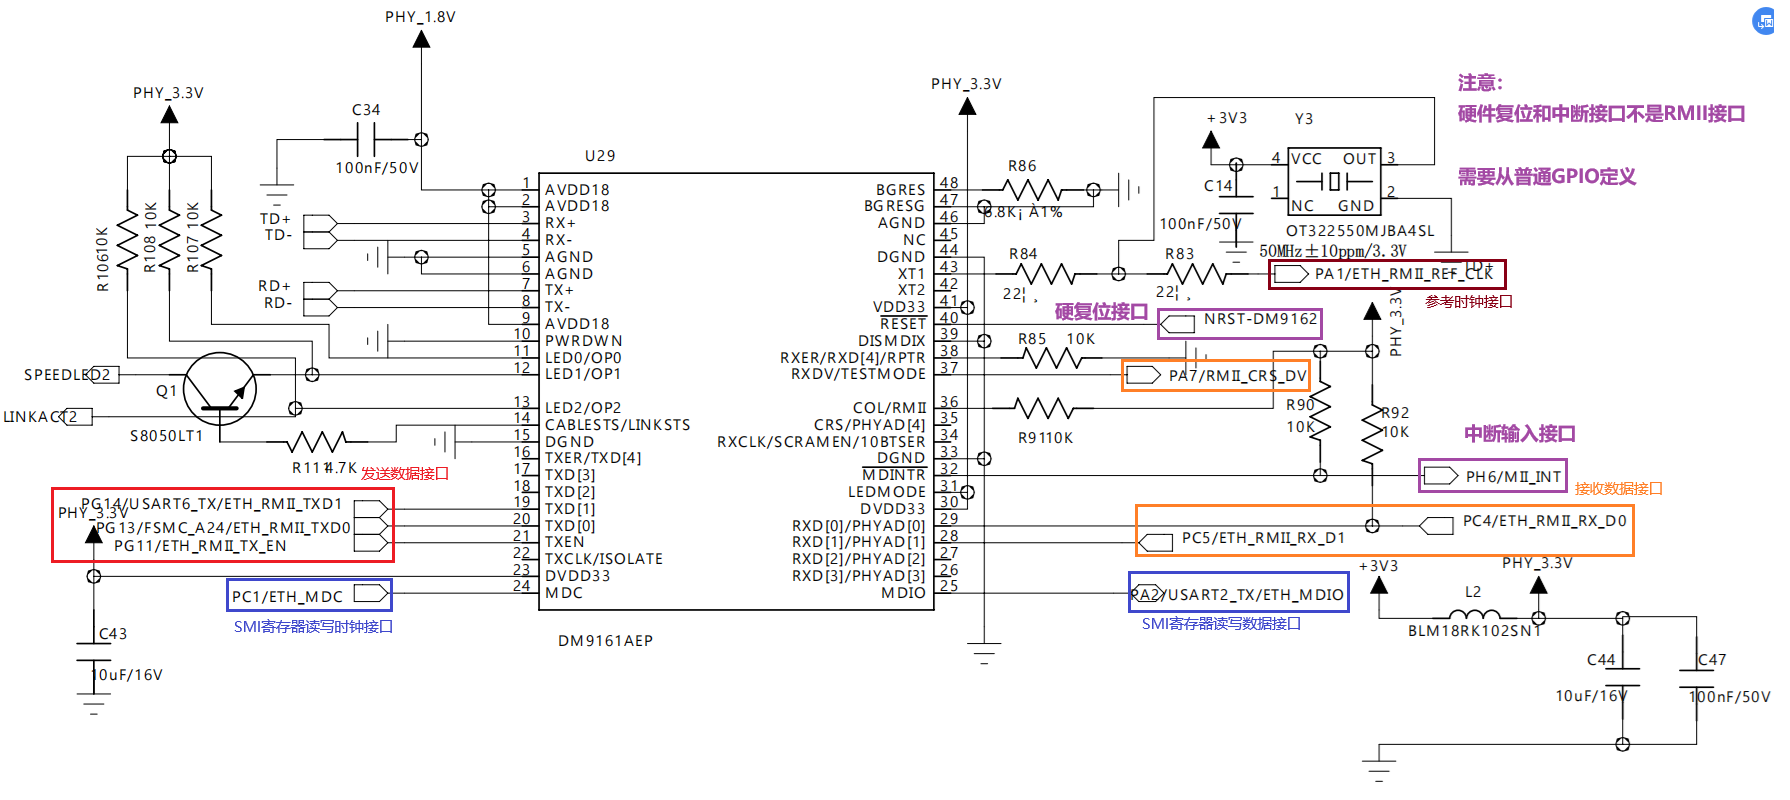 PHY_1.8V
PHY_3.3V
C34
100nF/50V
R106 10K
R108 10K
R107 10K
TD+
TD-
RD+
RD-
SPEEDLED2
LINKACT2
Q1
S8050LT1
R111 4.7K
发送数据接口
PG14/USART6_TX/ETH_RMII_TXD1
PHY_3.3V
PG13/FSMC_A24/ETH_RMII_TXD0
PG11/ETH_RMII_TX_EN
PC1/ETH_MDC
SMI寄存器读写时钟接口
C43
10uF/16V
U29
1 AVDD18
2 AVDD18
3 RX+
4 RX-
5 AGND
6 AGND
7 TX+
8 TX-
9 AVDD18
10 PWRDWN
11 LED0/OP0
12 LED1/OP1
13 LED2/OP2
14 CABLESTS/LINKSTS
15 DGND
16 TXER/TXD[4]
17 TXD[3]
18 TXD[2]
19 TXD[1]
20 TXD[0]
21 TXEN
22 TXCLK/ISOLATE
23 DVDD33
24 MDC
BGRES 48
BGRESG 47
AGND 46
NC 45
DGND 44
XT1 43
XT2 42
VDD33 41
RESET 40
DISMDIX 39
RXER/RXD[4]/RPTR 38
RXDV/TESTMODE 37
COL/RMII 36
CRS/PHYAD[4] 35
RXCLK/SCRAMEN/10BTSER 34
DGND 33
MDINTR 32
LEDMODE 31
DVDD33 30
RXD[0]/PHYAD[0] 29
RXD[1]/PHYAD[1] 28
RXD[2]/PHYAD[2] 27
RXD[3]/PHYAD[3] 26
MDIO 25
DM9161AEP
PHY_3.3V
R86
6.8K¡ À1%
R84
22¦¸
R83
22¦¸
+3V3
Y3
4 VCC OUT 3
1 NC GND 2
C14
100nF/50V
OT322550MJBA4SL
50MHz±10ppm/3.3V
TD+
PA1/ETH_RMII_REF_CLK
参考时钟接口
注意：
硬件复位和中断接口不是RMII接口
需要从普通GPIO定义
硬复位接口
NRST-DM9162
PHY_3.3V
R85 10K
PA7/RMII_CRS_DV
R91 10K
R90
10K
R92
10K
中断输入接口
PH6/MII_INT
接收数据接口
PC4/ETH_RMII_RX_D0
PC5/ETH_RMII_RX_D1
PA2/USART2_TX/ETH_MDIO
SMI寄存器读写数据接口
+3V3
PHY_3.3V
L2
BLM18RK102SN1
C44
10uF/16V
C47
100nF/50V